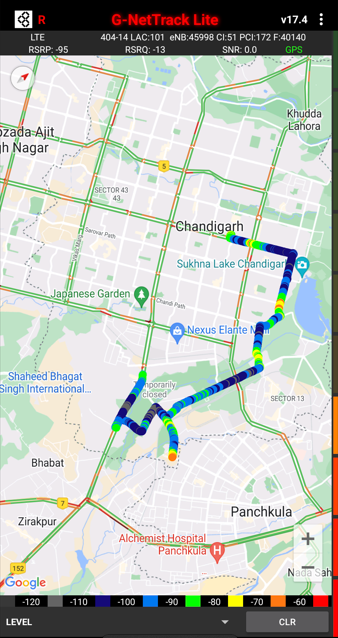 R G-NetTrack Lite v17.4
LTE 404-14 LAC:101 eNB:45998 CI:51 PCI:172 F:40140
RSRP: -95 RSRQ: -13 SNR: 0.0 GPS
Khudda
Lahora
ozada Ajit
gh Nagar
5
SECTOR 43
43
Sarovar Path
Chandigarh
Sukhna Lake Chandigar
Japanese Garden
Chandi Path
Nexus Elante M
Shaheed Bhagat
Singh International...
emporarily
closed
SECTOR 13
Bhabat
7
Zirakpur
Panchkula
Alchemist Hospital
Panchkula
H
152
Nada Sah
+
−
Google
-120 -110 -100 -90 -80 -70 -60
LEVEL CLR